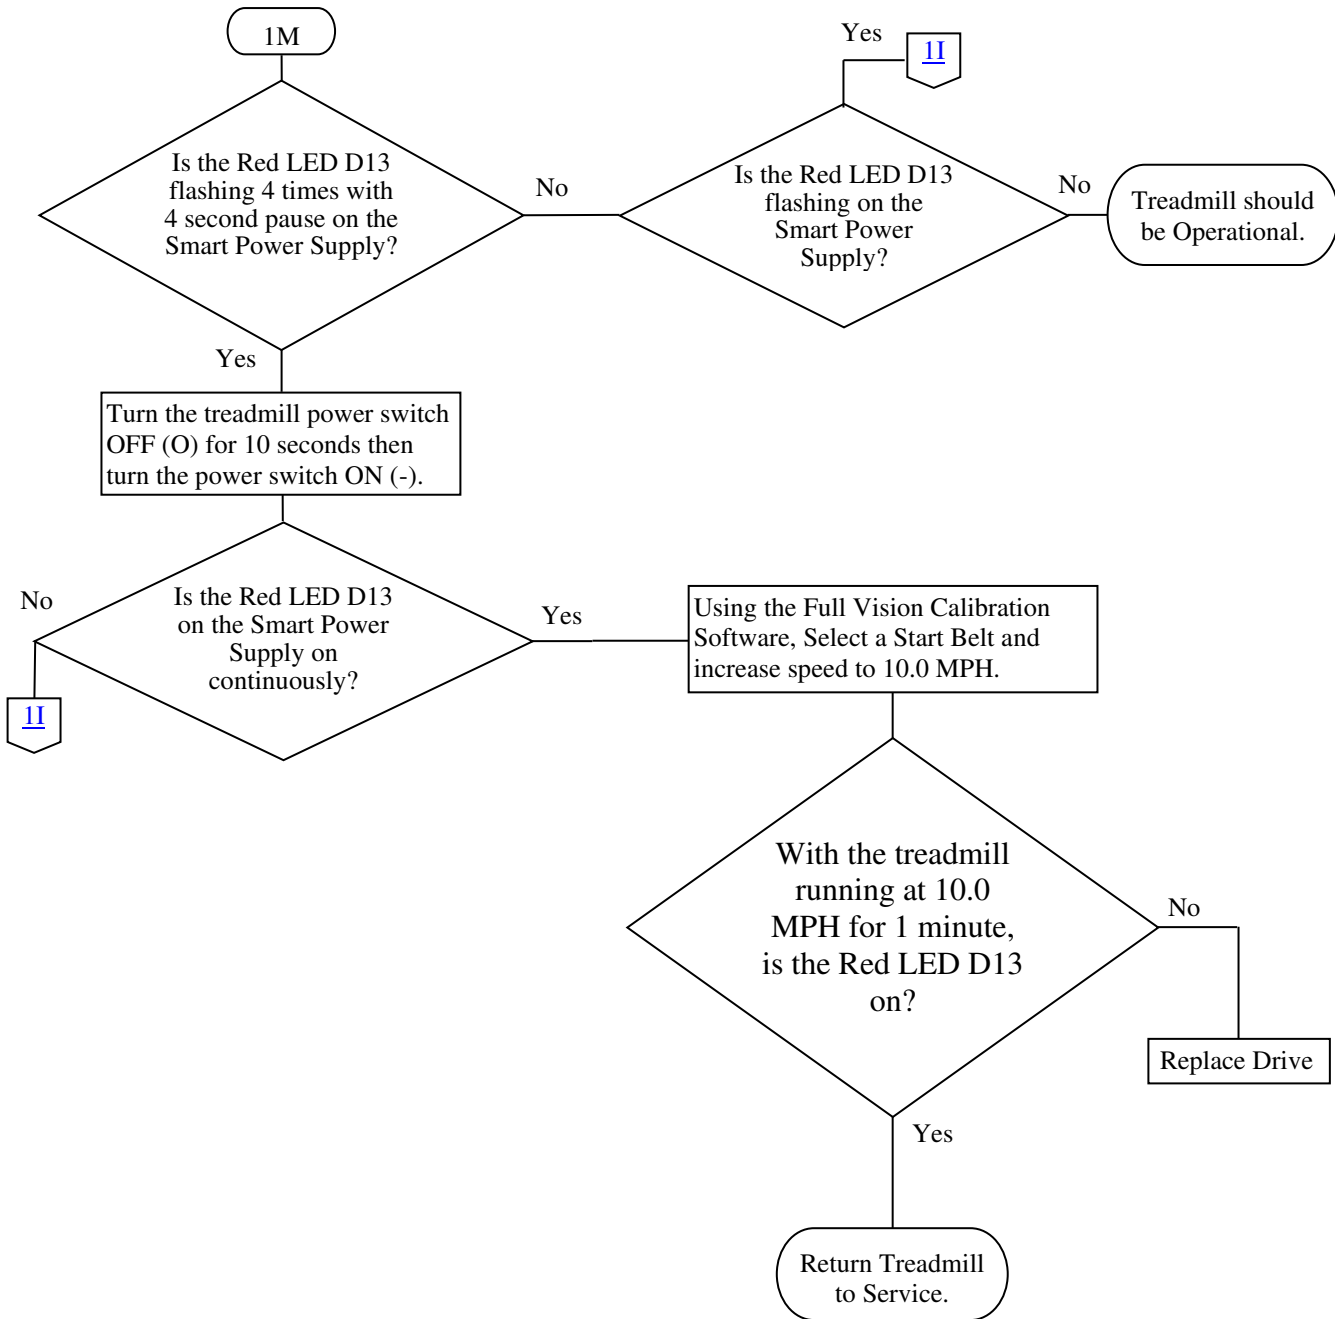 1M
Yes
1I
Is the Red LED D13
flashing 4 times with
4 second pause on the
Smart Power Supply?
No
Is the Red LED D13
flashing on the
Smart Power
Supply?
No
Treadmill should
be Operational.
Yes
Turn the treadmill power switch
OFF (O) for 10 seconds then
turn the power switch ON (-).
No
Is the Red LED D13
on the Smart Power
Supply on
continuously?
Yes
Using the Full Vision Calibration
Software, Select a Start Belt and
increase speed to 10.0 MPH.
1I
With the treadmill
running at 10.0
MPH for 1 minute,
is the Red LED D13
on?
No
Replace Drive
Yes
Return Treadmill
to Service.